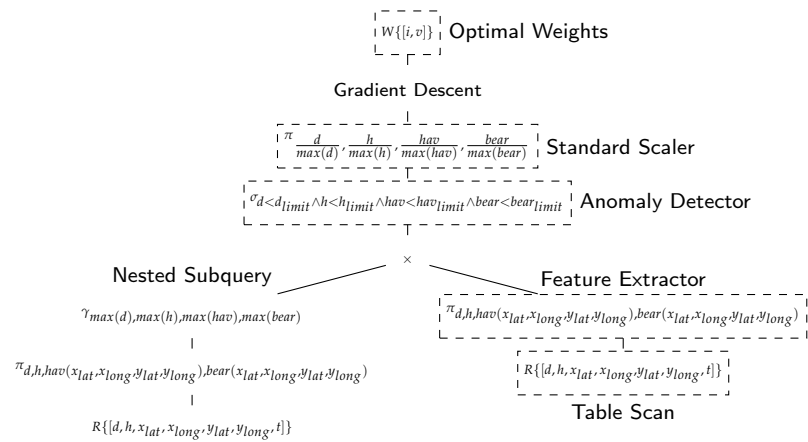 W{[i, v]} Optimal Weights
Gradient Descent
π d/max(d), h/max(h), hav/max(hav), bear/max(bear) Standard Scaler
σ d<d_limit∧h<h_limit∧hav<hav_limit∧bear<bear_limit Anomaly Detector
×
Nested Subquery
γ max(d),max(h),max(hav),max(bear)
π d,h,hav(x_lat,x_long,y_lat,y_long),bear(x_lat,x_long,y_lat,y_long)
R{[d, h, x_lat, x_long, y_lat, y_long, t]}
Feature Extractor
π d,h,hav(x_lat,x_long,y_lat,y_long),bear(x_lat,x_long,y_lat,y_long)
R{[d, h, x_lat, x_long, y_lat, y_long, t]}
Table Scan